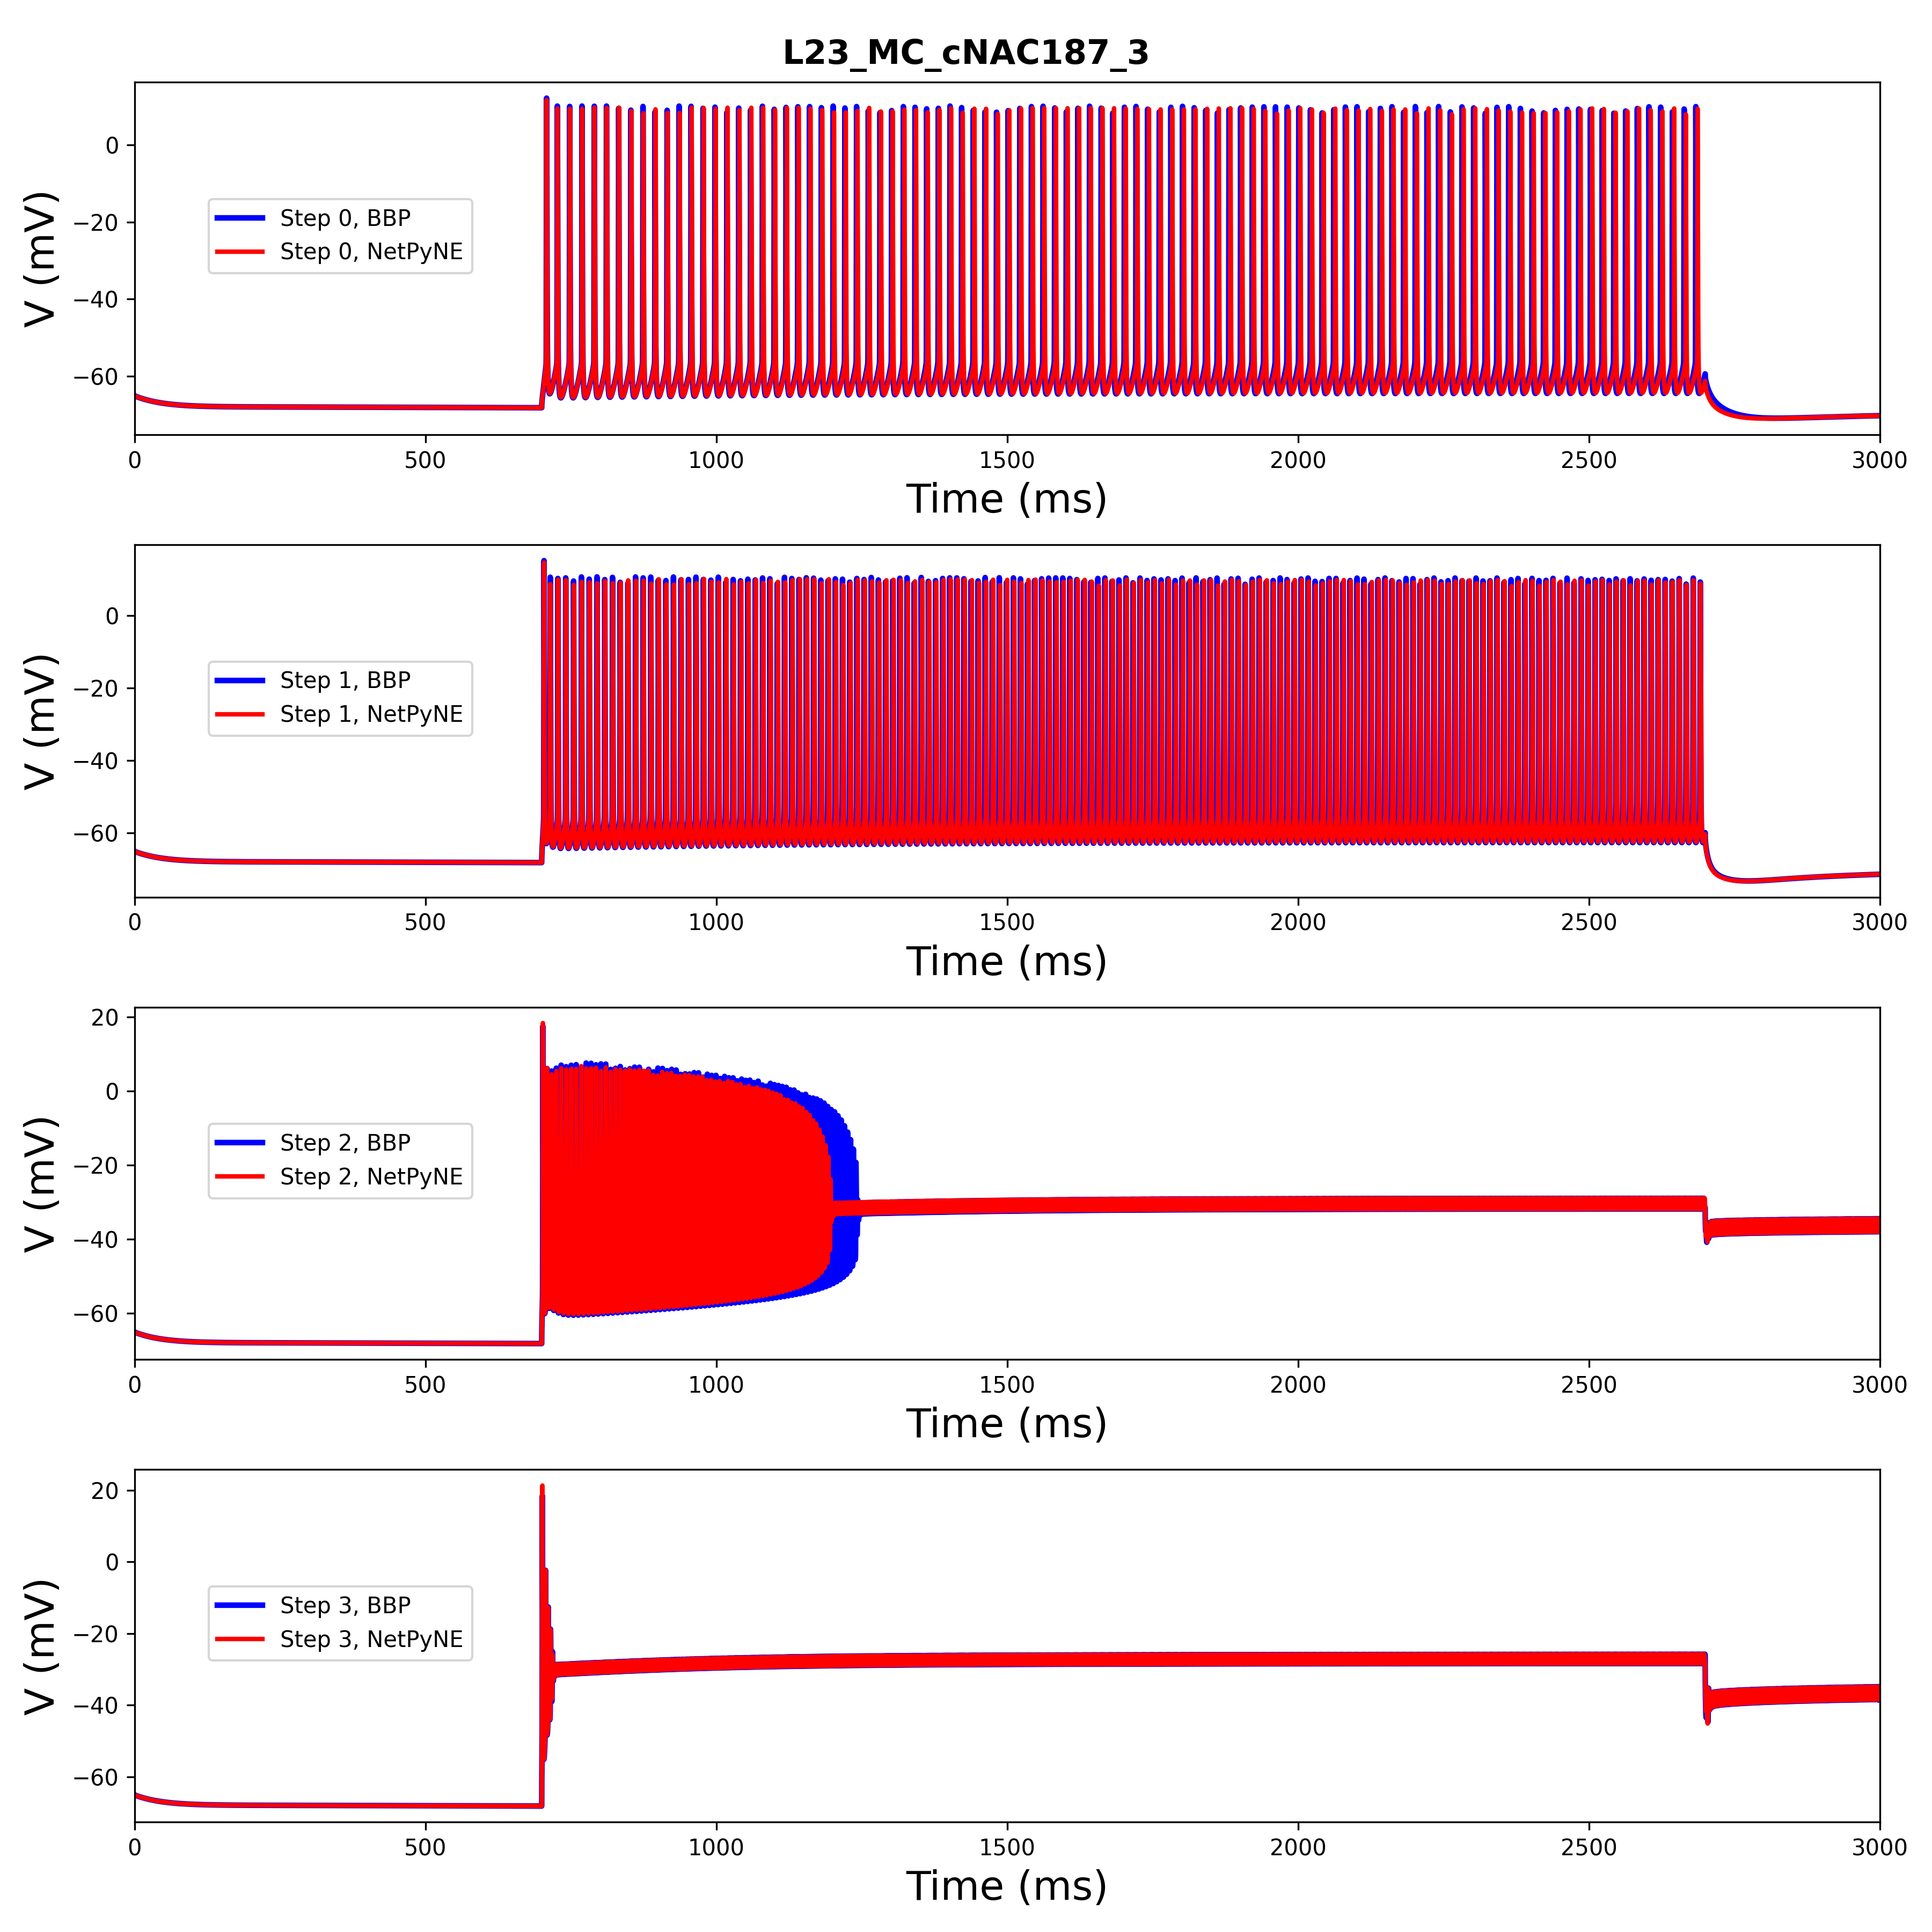 L23_MC_cNAC187_3
V (mV)
0
−20
−40
−60
Step 0, BBP
Step 0, NetPyNE
0 500 1000 1500 2000 2500 3000
Time (ms)
V (mV)
0
−20
−40
−60
Step 1, BBP
Step 1, NetPyNE
0 500 1000 1500 2000 2500 3000
Time (ms)
V (mV)
20
0
−20
−40
−60
Step 2, BBP
Step 2, NetPyNE
0 500 1000 1500 2000 2500 3000
Time (ms)
V (mV)
20
0
−20
−40
−60
Step 3, BBP
Step 3, NetPyNE
0 500 1000 1500 2000 2500 3000
Time (ms)